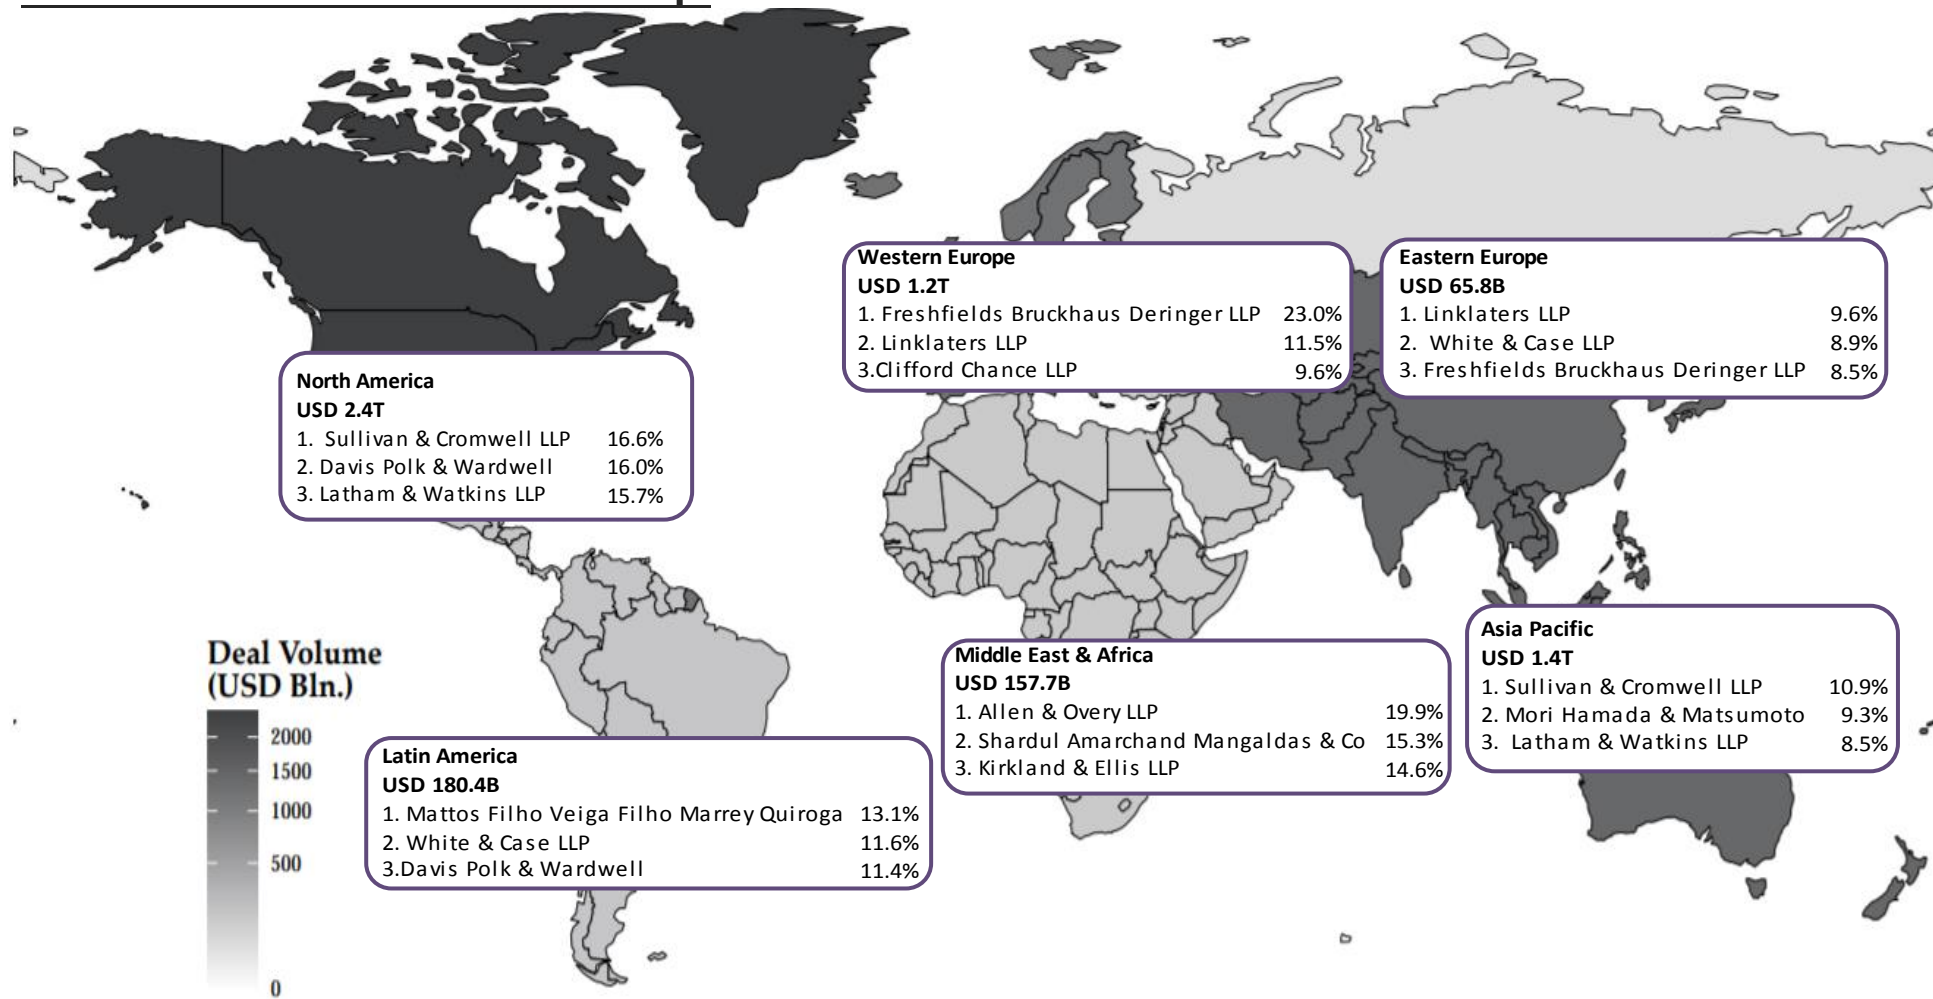 North America
USD 2.4T
1. Sullivan & Cromwell LLP 16.6%
2. Davis Polk & Wardwell 16.0%
3. Latham & Watkins LLP 15.7%
Western Europe
USD 1.2T
1. Freshfields Bruckhaus Deringer LLP 23.0%
2. Linklaters LLP 11.5%
3.Clifford Chance LLP 9.6%
Eastern Europe
USD 65.8B
1. Linklaters LLP 9.6%
2. White & Case LLP 8.9%
3. Freshfields Bruckhaus Deringer LLP 8.5%
Latin America
USD 180.4B
1. Mattos Filho Veiga Filho Marrey Quiroga 13.1%
2. White & Case LLP 11.6%
3.Davis Polk & Wardwell 11.4%
Middle East & Africa
USD 157.7B
1. Allen & Overy LLP 19.9%
2. Shardul Amarchand Mangaldas & Co 15.3%
3. Kirkland & Ellis LLP 14.6%
Asia Pacific
USD 1.4T
1. Sullivan & Cromwell LLP 10.9%
2. Mori Hamada & Matsumoto 9.3%
3. Latham & Watkins LLP 8.5%
Deal Volume
(USD Bln.)
2000
1500
1000
500
0